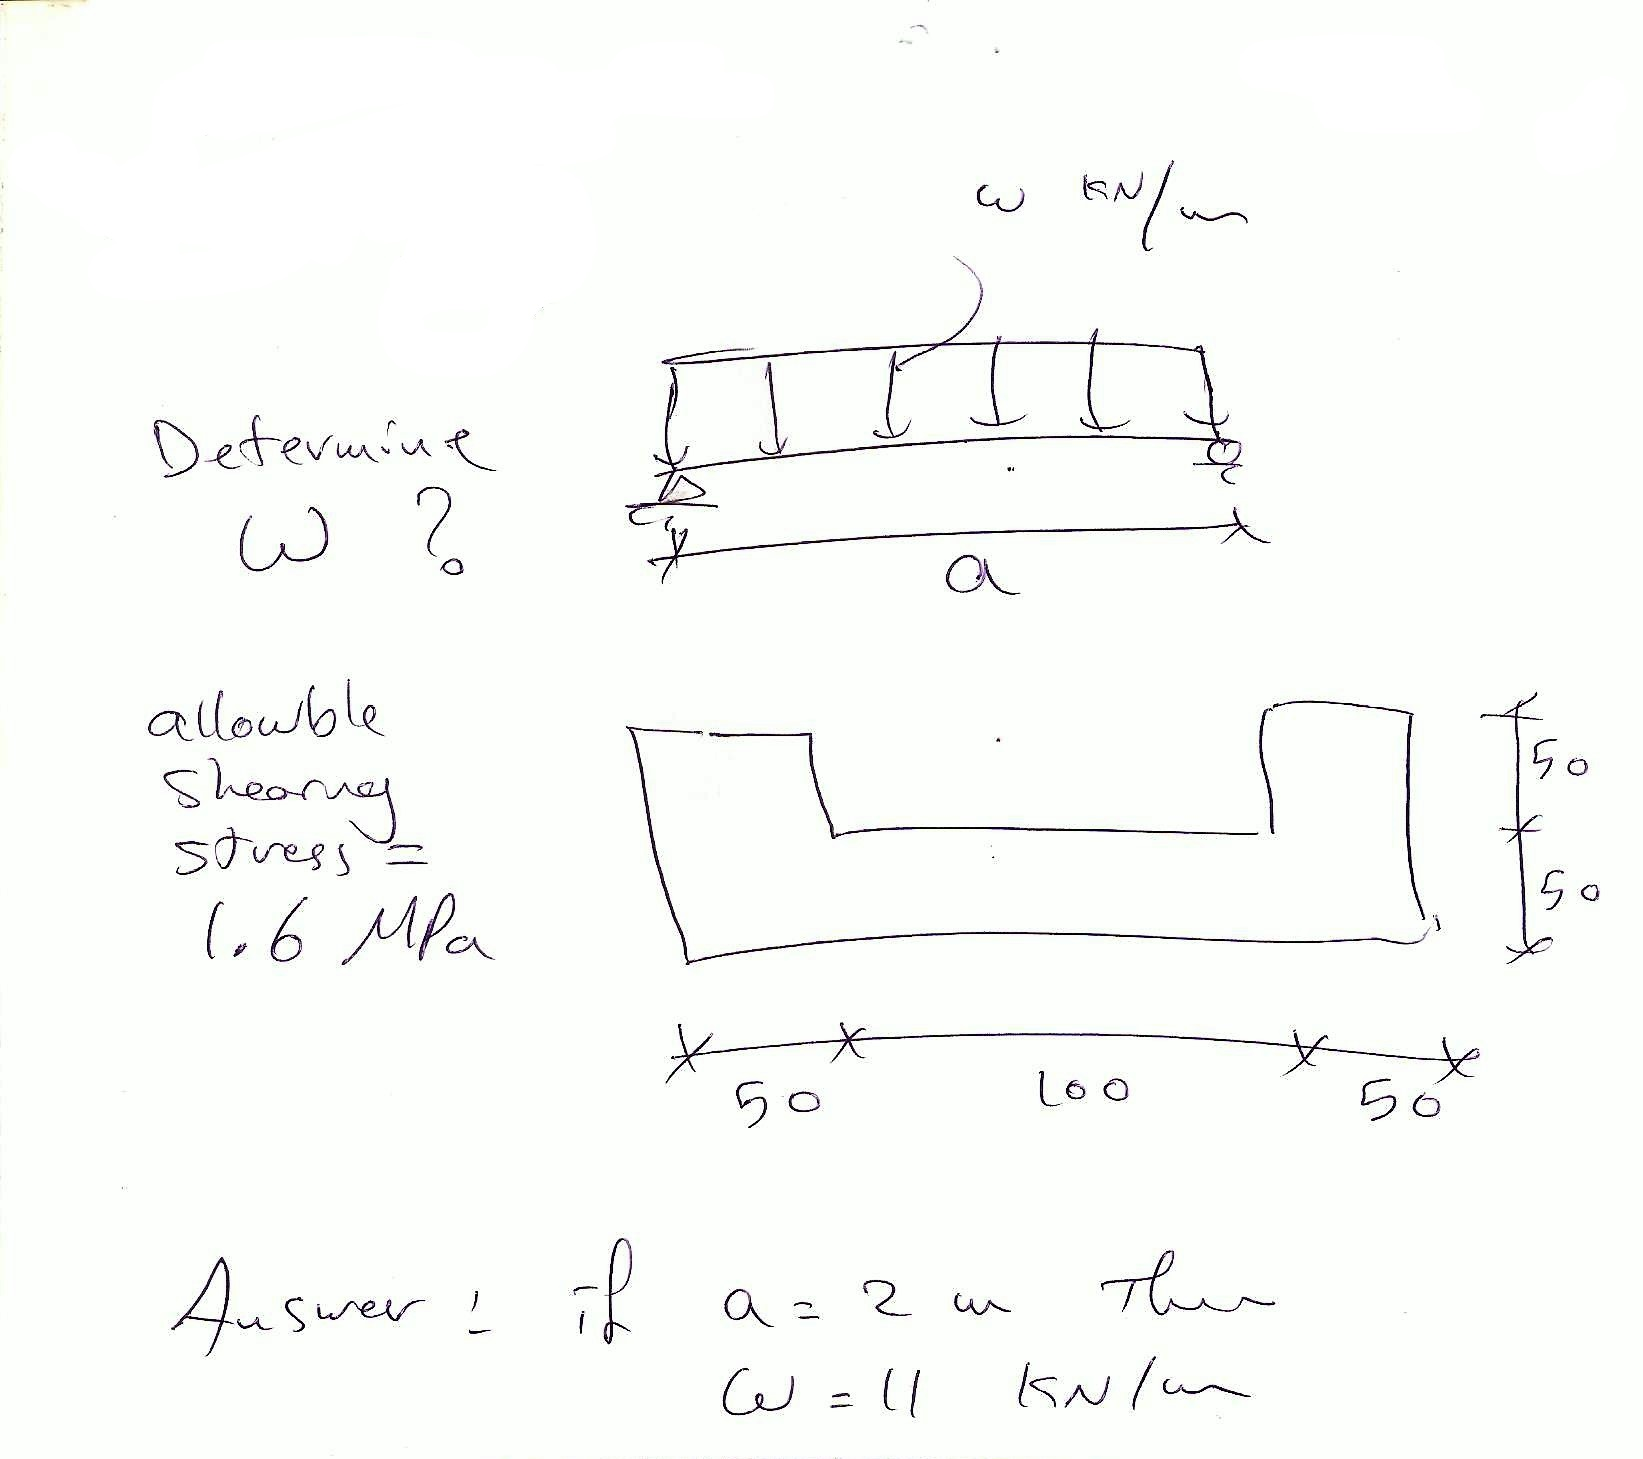 ω KN/m
Determine
ω ?
a
allowble
shearing
stress =
1.6 MPa
50
50
50 100 50
Answer : if a = 2 m Then
ω = 11 KN/m